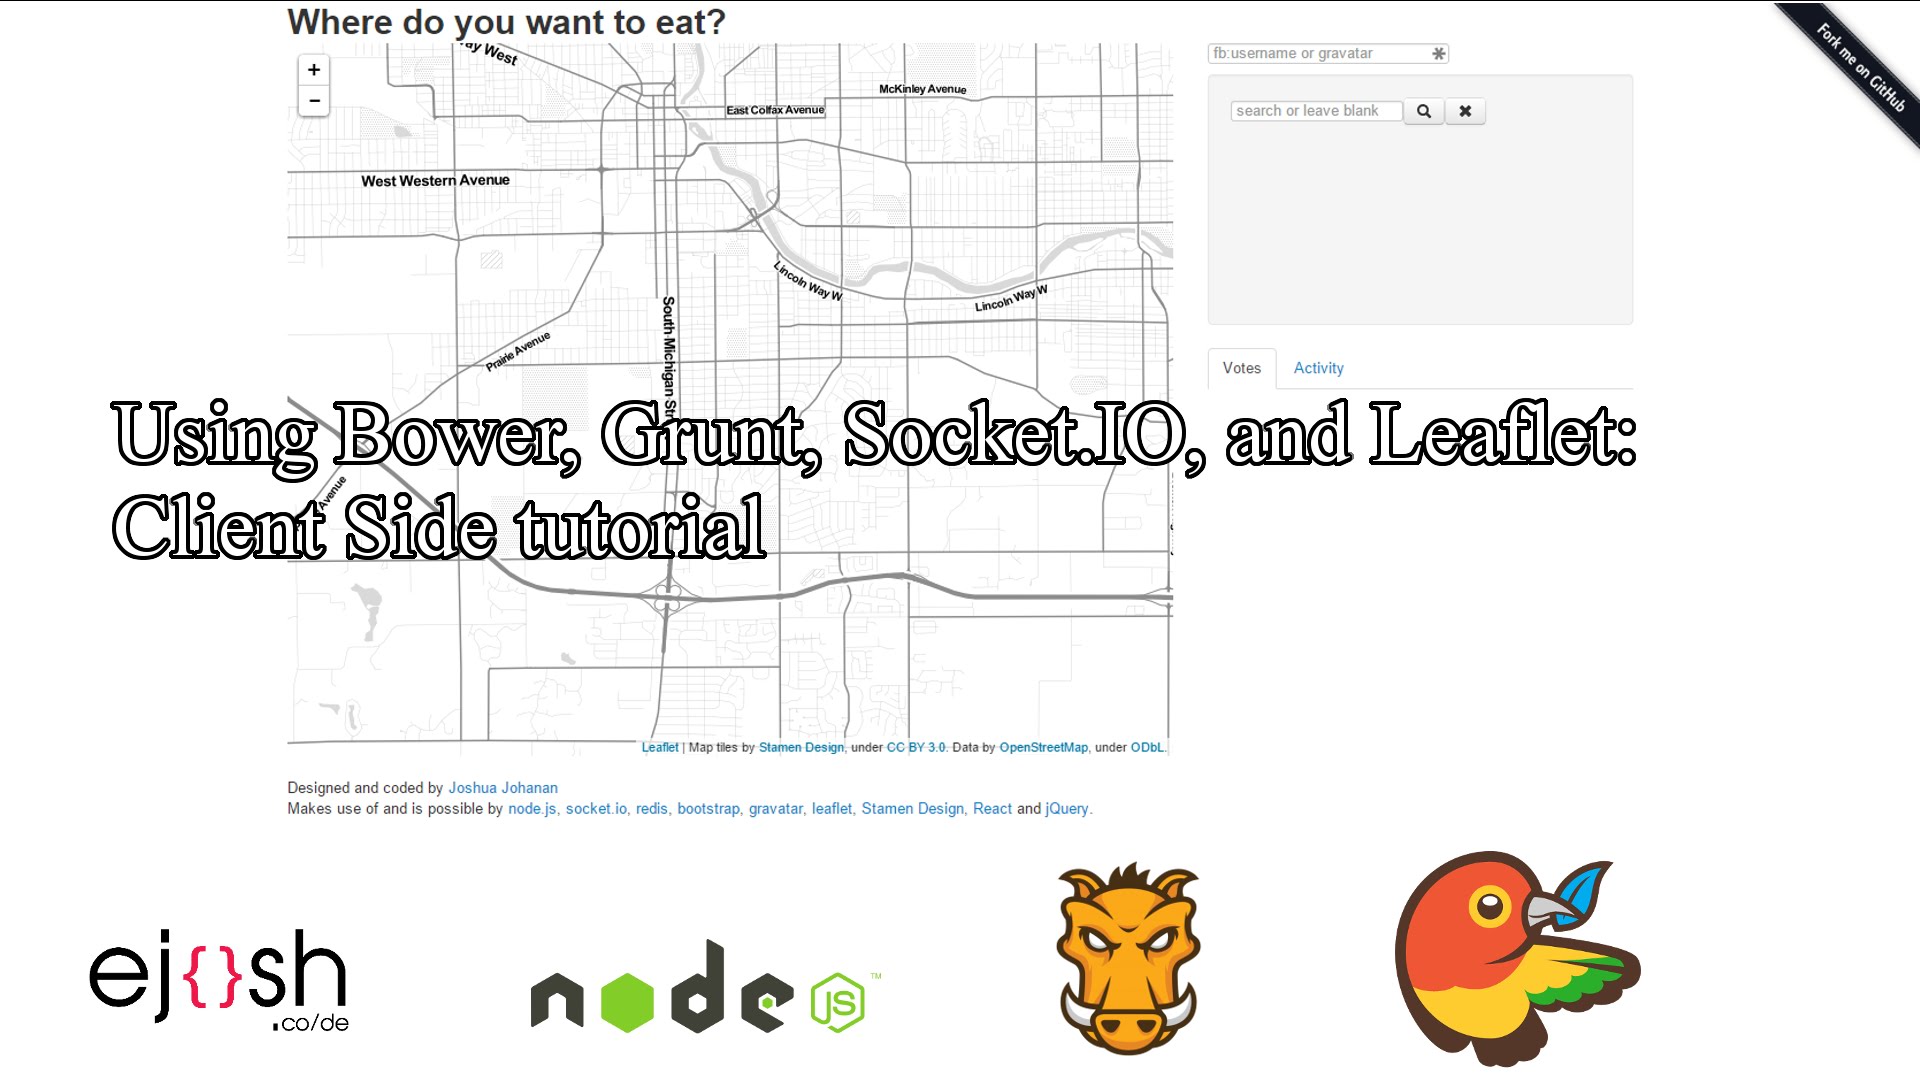 Where do you want to eat?
Fork me on GitHub
+
−
ay West
McKinley Avenue
East Colfax Avenue
West Western Avenue
Lincoln Way W
Lincoln Way W
South Michigan Str
Prairie Avenue
Avenue
fb:username or gravatar
search or leave blank
Votes Activity
Using Bower, Grunt, Socket.IO, and Leaflet:
Client Side tutorial
Leaflet | Map tiles by Stamen Design, under CC BY 3.0. Data by OpenStreetMap, under ODbL.
Designed and coded by Joshua Johanan
Makes use of and is possible by node.js, socket.io, redis, bootstrap, gravatar, leaflet, Stamen Design, React and jQuery.
ej{}sh
.co/de
node JS ™